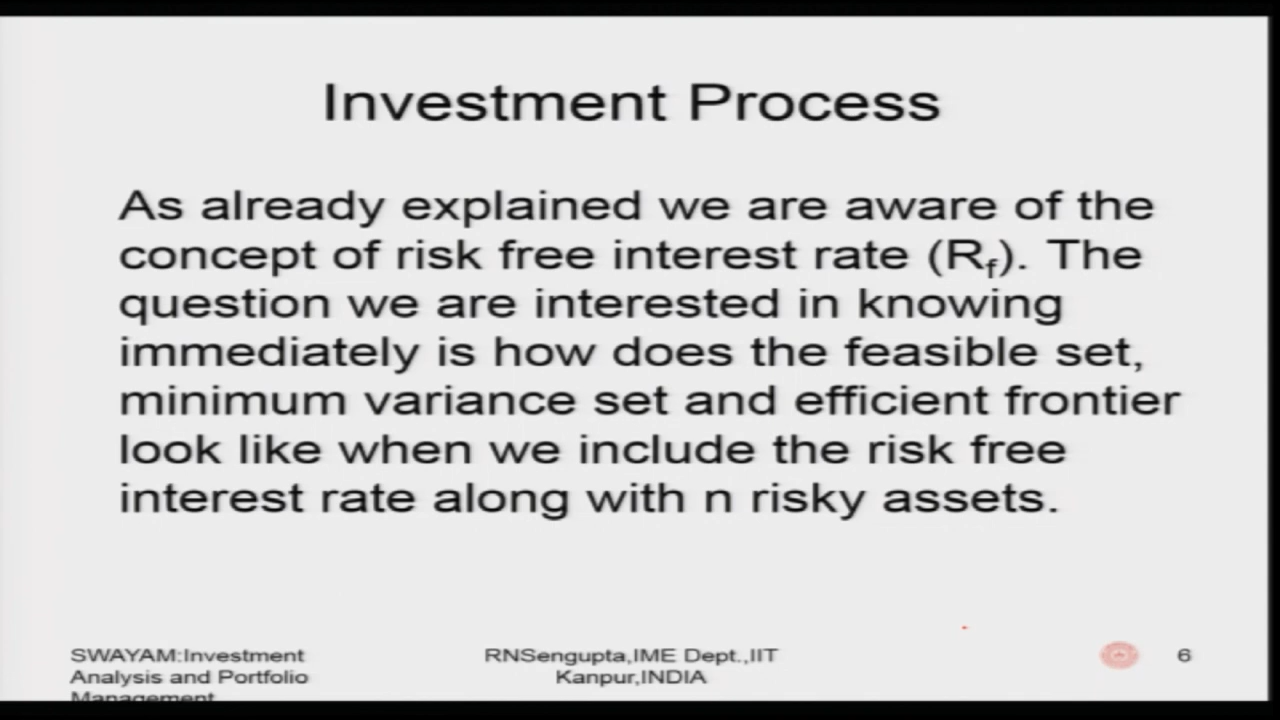 Investment Process
As already explained we are aware of the
concept of risk free interest rate (Rf). The
question we are interested in knowing
immediately is how does the feasible set,
minimum variance set and efficient frontier
look like when we include the risk free
interest rate along with n risky assets.
SWAYAM:Investment
Analysis and Portfolio
Management
RNSengupta,IME Dept.,IIT
Kanpur,INDIA
6